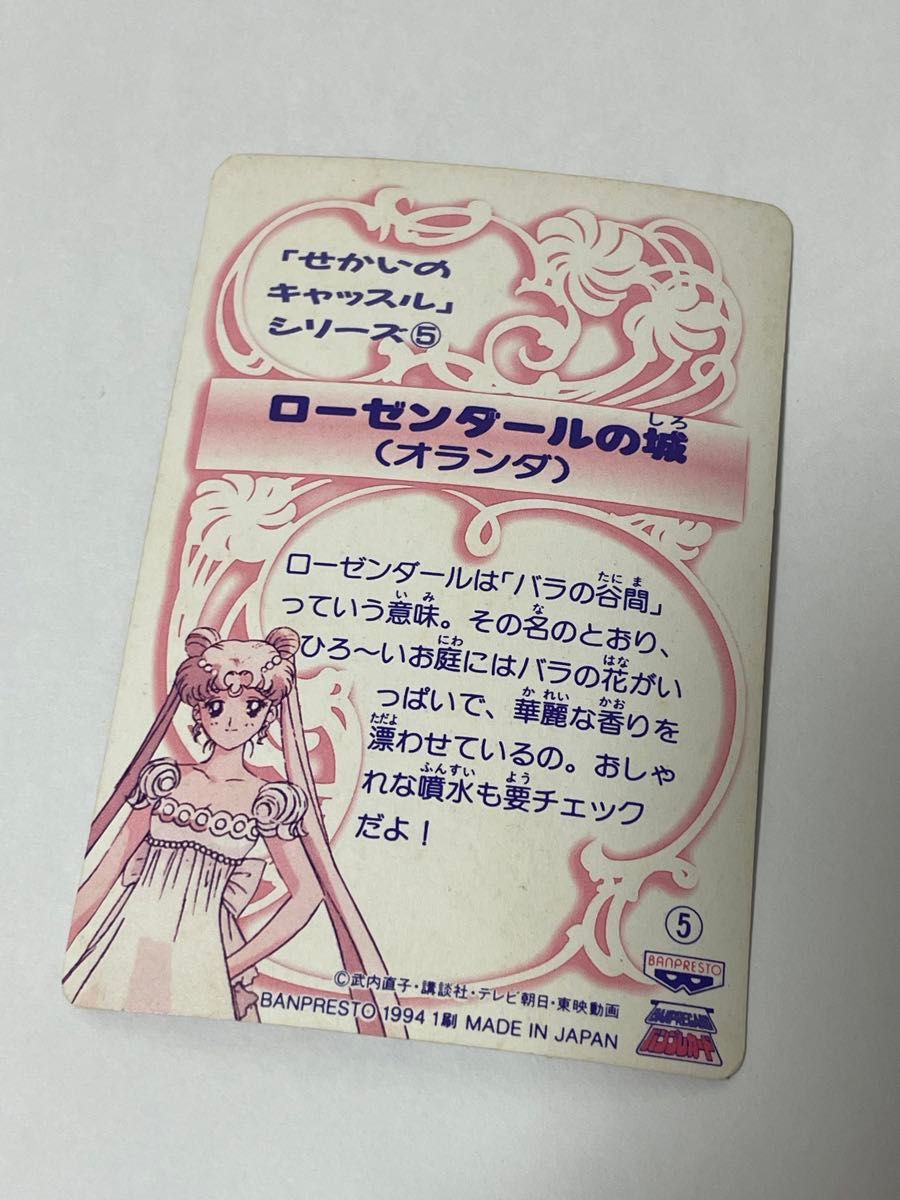 「せかいの
キャッスル」
シリーズ⑤
しろ
ローゼンダールの城
(オランダ)
たにま
ローゼンダールは「バラの谷間」
いみ な
っていう意味。その名のとおり、
にわ はな
ひろ〜いお庭にはバラの花がい
かれい かお
っぱいで、華麗な香りを
ただよ
漂わせているの。おしゃ
ふんすい よう
れな噴水も要チェック
だよ!
⑤
BANPRESTO
©武内直子・講談社・テレビ朝日・東映動画
BANPRESTO 1994 1刷 MADE IN JAPAN
バンプレカード